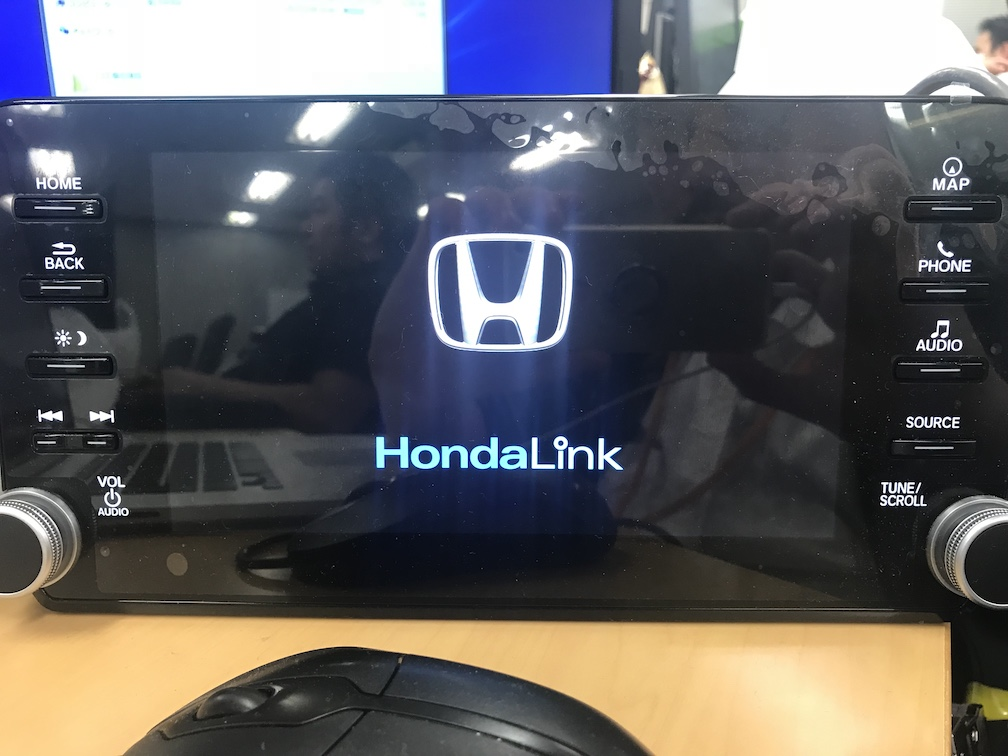 HOME
BACK
VOL
AUDIO
HondaLink
MAP
PHONE
AUDIO
SOURCE
TUNE/
SCROLL